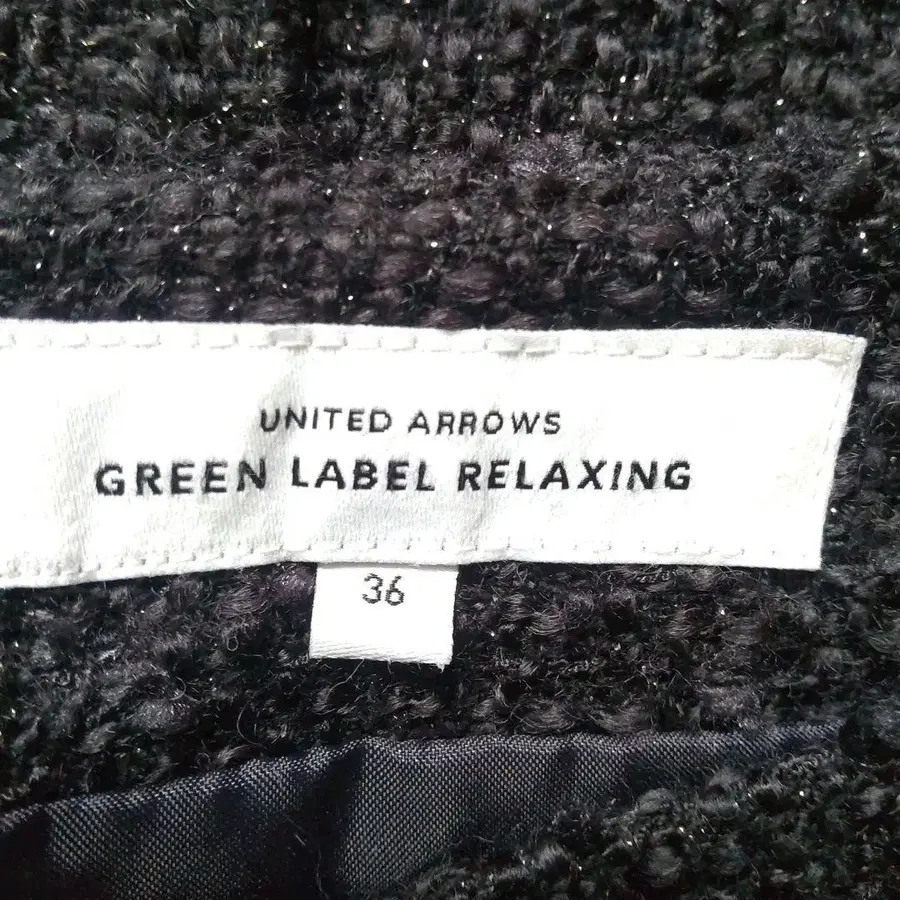 UNITED ARROWS
GREEN LABEL RELAXING
36